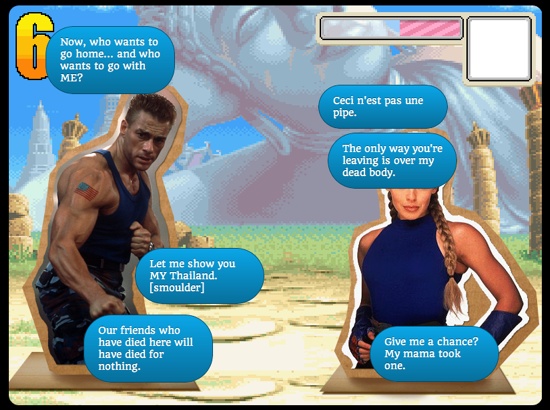 6
Now, who wants to
go home... and who
wants to go with
ME?
Ceci n'est pas une
pipe.
The only way you're
leaving is over my
dead body.
Let me show you
MY Thailand.
[smoulder]
Our friends who
have died here will
have died for
nothing.
Give me a chance?
My mama took
one.